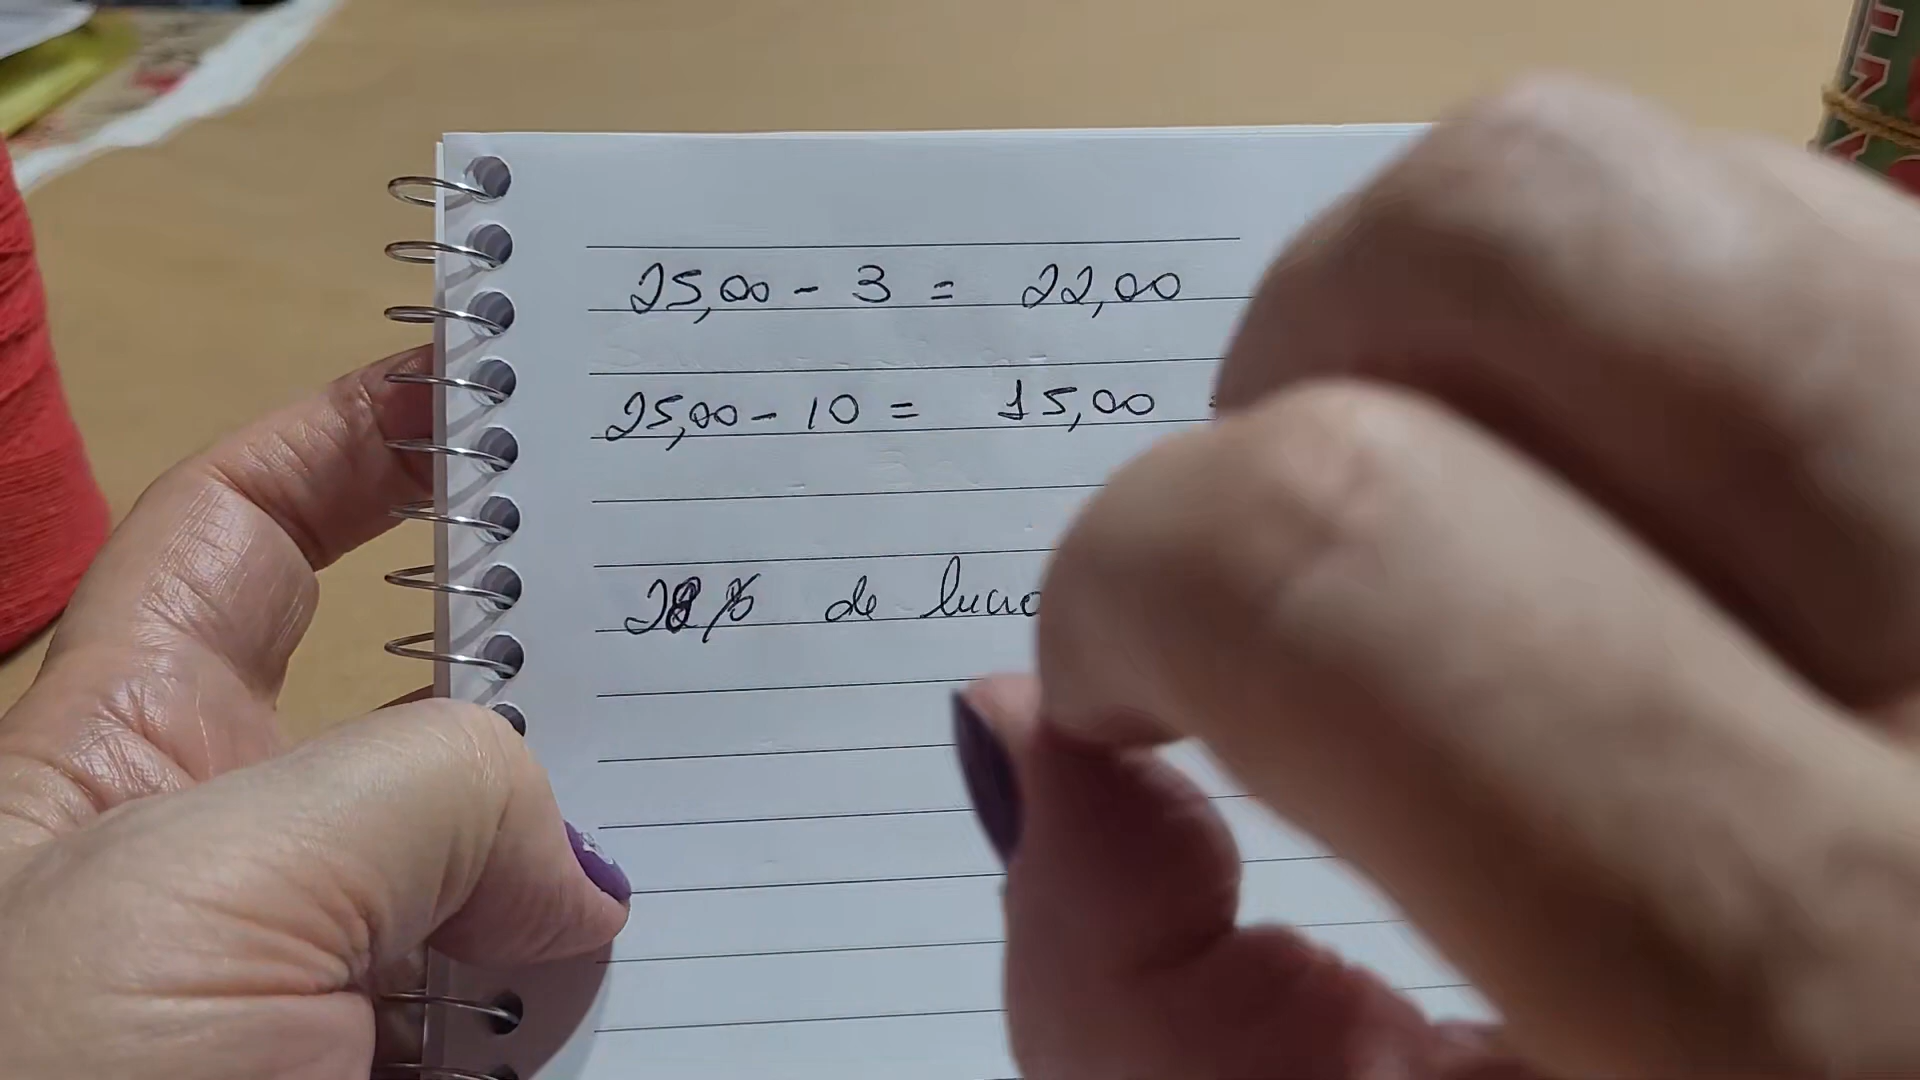 25,00 - 3 = 22,00
25,00 - 10 = 15,00
de lucro